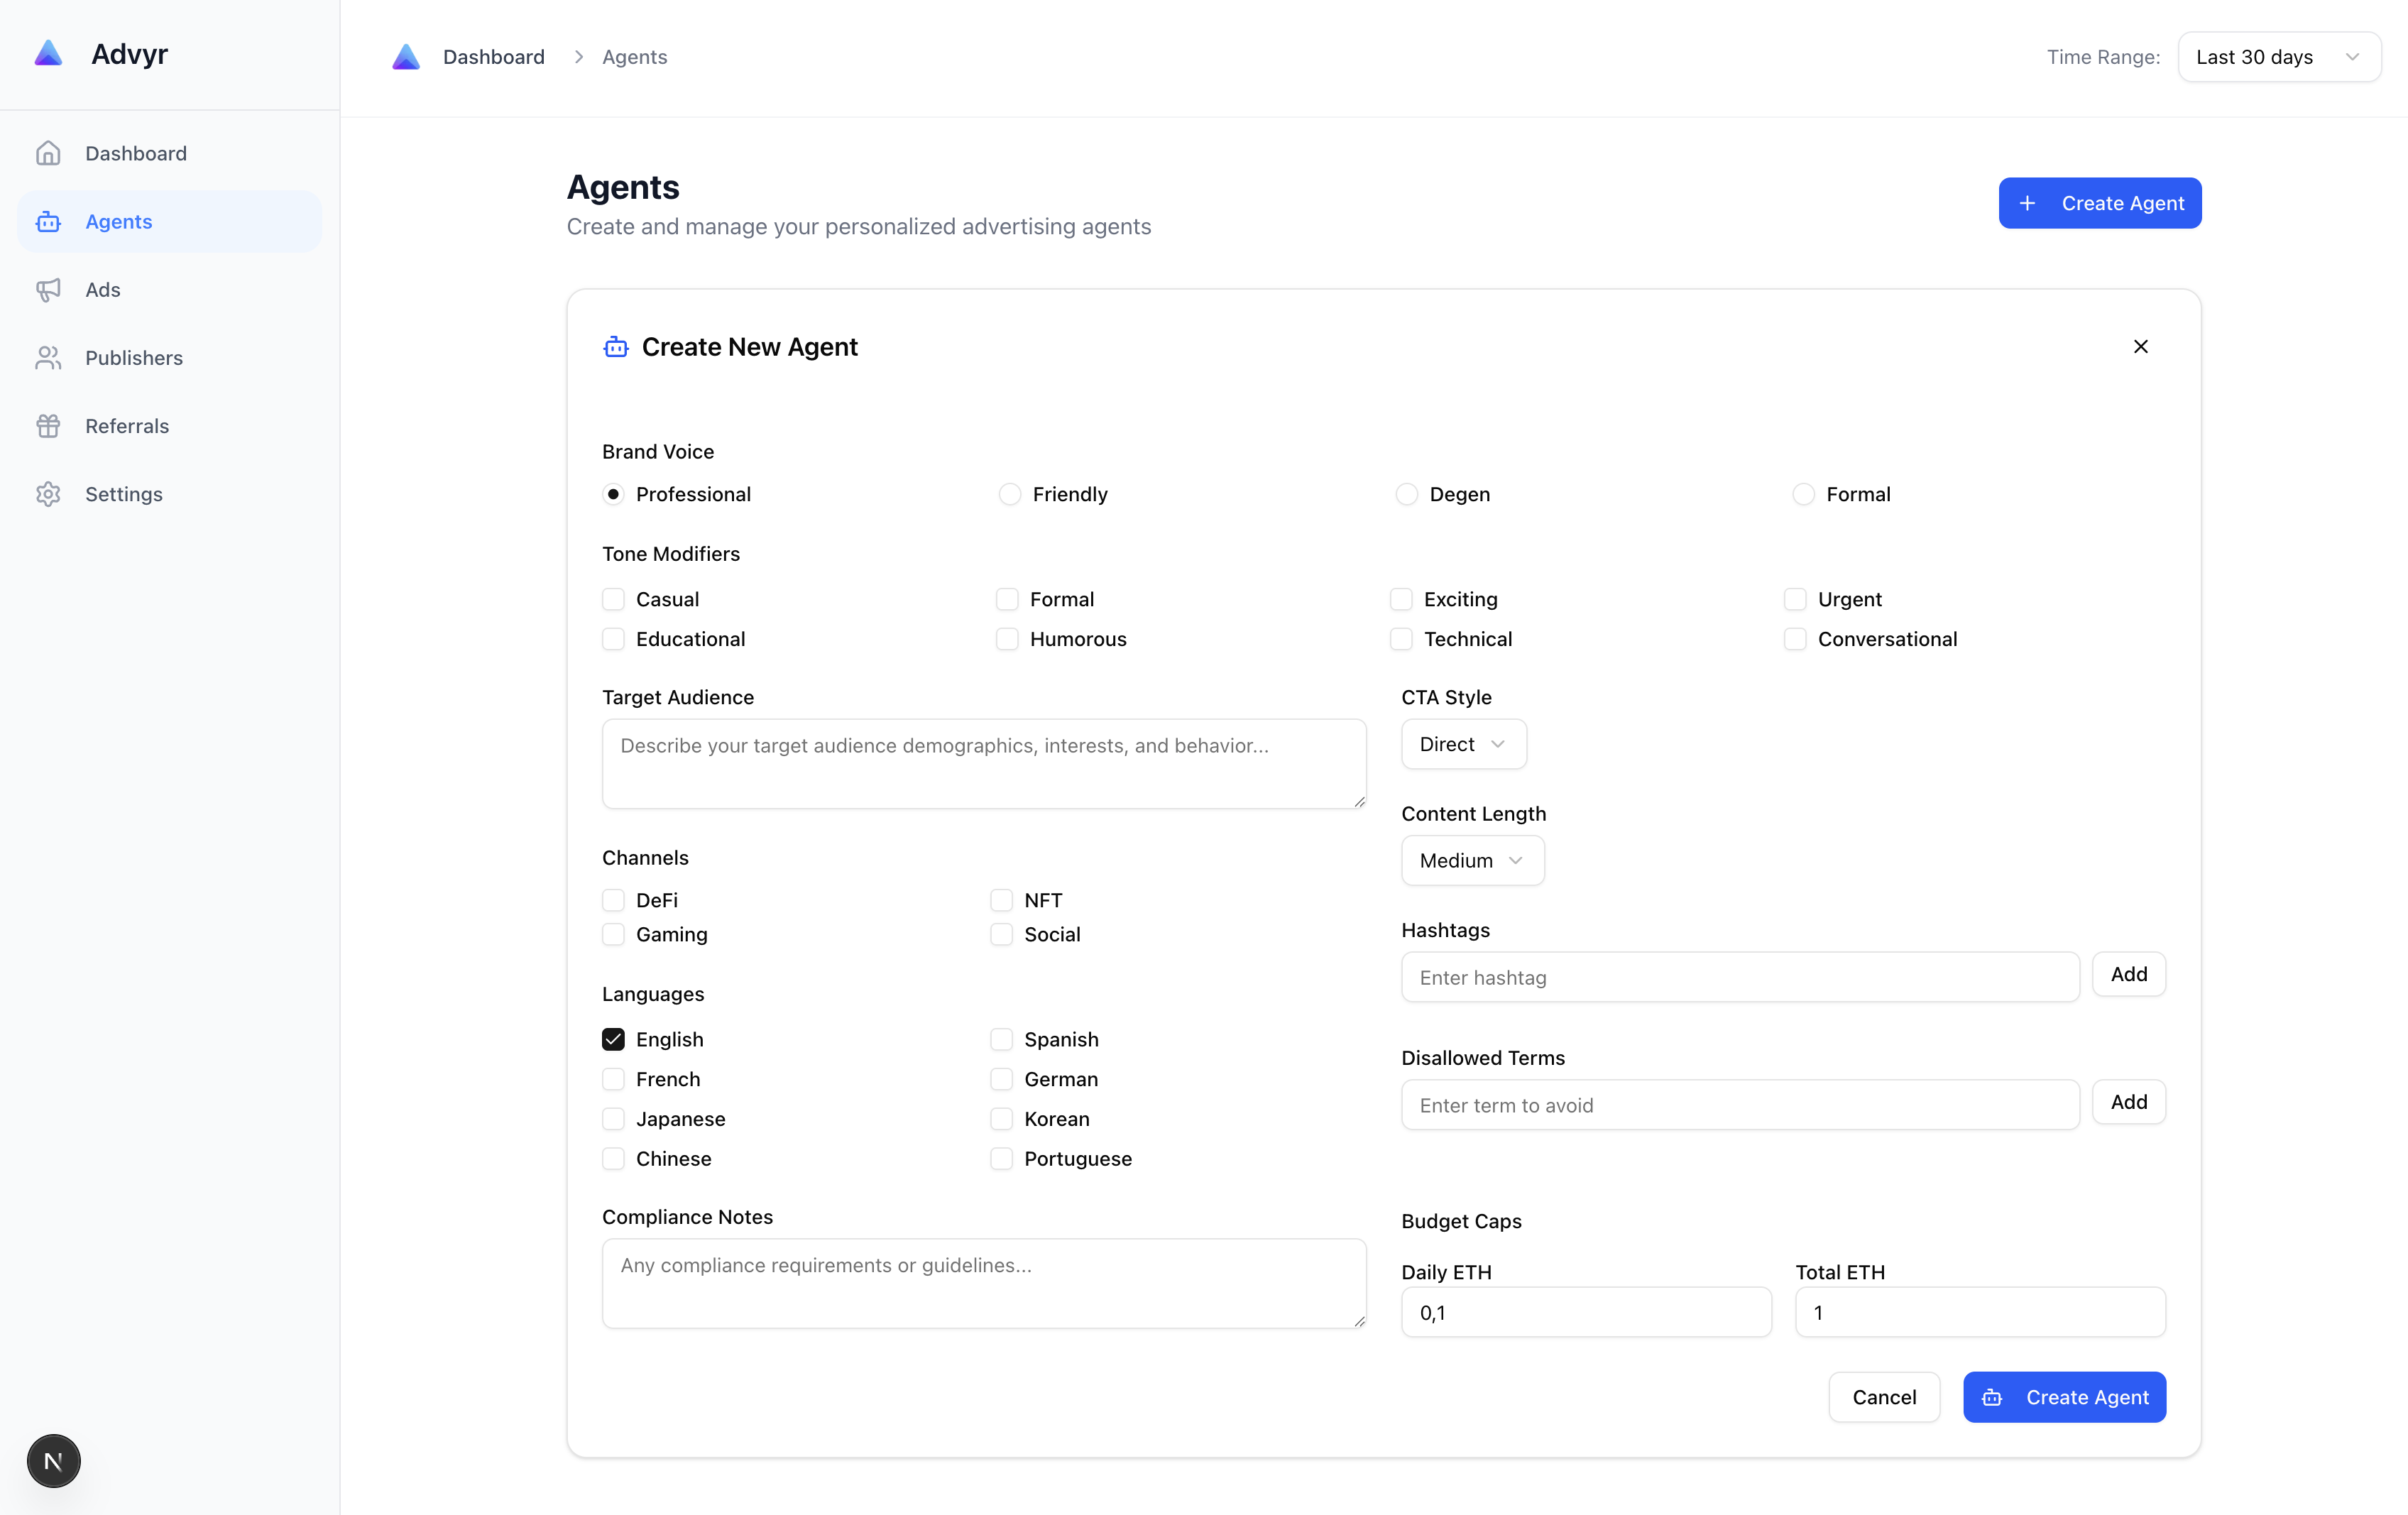 Advyr
Dashboard
Agents
Ads
Publishers
Referrals
Settings
N
Dashboard > Agents
Time Range: Last 30 days
Agents
Create and manage your personalized advertising agents
+ Create Agent
Create New Agent
Brand Voice
Professional Friendly Degen Formal
Tone Modifiers
Casual Formal Exciting Urgent
Educational Humorous Technical Conversational
Target Audience
Describe your target audience demographics, interests, and behavior...
Channels
DeFi NFT
Gaming Social
Languages
English Spanish
French German
Japanese Korean
Chinese Portuguese
Compliance Notes
Any compliance requirements or guidelines...
CTA Style
Direct
Content Length
Medium
Hashtags
Enter hashtag Add
Disallowed Terms
Enter term to avoid Add
Budget Caps
Daily ETH Total ETH
0,1 1
Cancel Create Agent